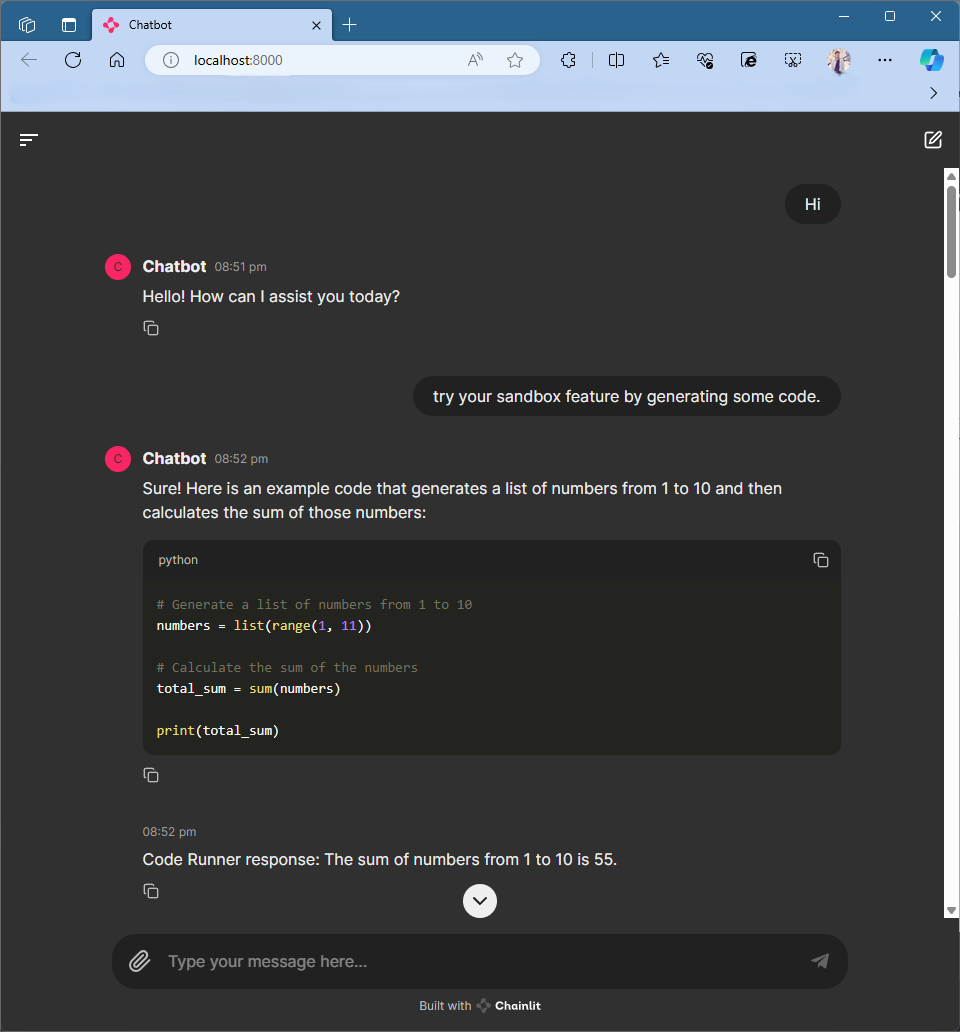 Chatbot
localhost:8000
Hi
C
Chatbot 08:51 pm
Hello! How can I assist you today?
try your sandbox feature by generating some code.
C
Chatbot 08:52 pm
Sure! Here is an example code that generates a list of numbers from 1 to 10 and then
calculates the sum of those numbers:
python
# Generate a list of numbers from 1 to 10
numbers = list(range(1, 11))
# Calculate the sum of the numbers
total_sum = sum(numbers)
print(total_sum)
08:52 pm
Code Runner response: The sum of numbers from 1 to 10 is 55.
Type your message here...
Built with Chainlit